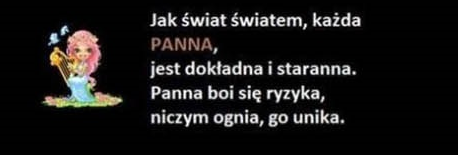 Jak świat światem, każda
PANNA,
jest dokładna i staranna.
Panna boi się ryzyka,
niczym ognia, go unika.